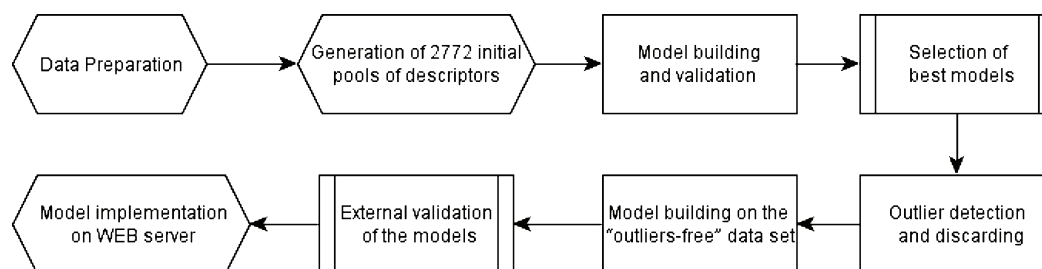 Data Preparation
Generation of 2772 initial
pools of descriptors
Model building
and validation
Selection of
best models
Model implementation
on WEB server
External validation
of the models
Model building on the
“outliers-free” data set
Outlier detection
and discarding